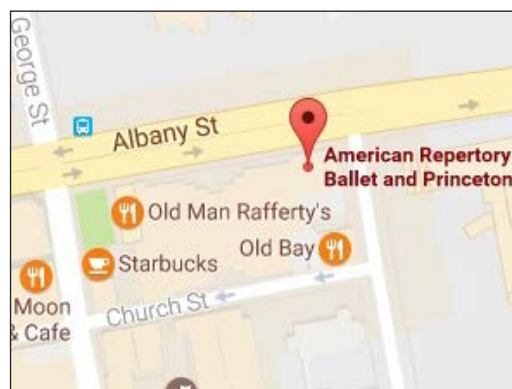 George St
Albany St
American Repertory
Ballet and Princeton
Old Man Rafferty's
Old Bay
Starbucks
Church St
Moon
& Cafe